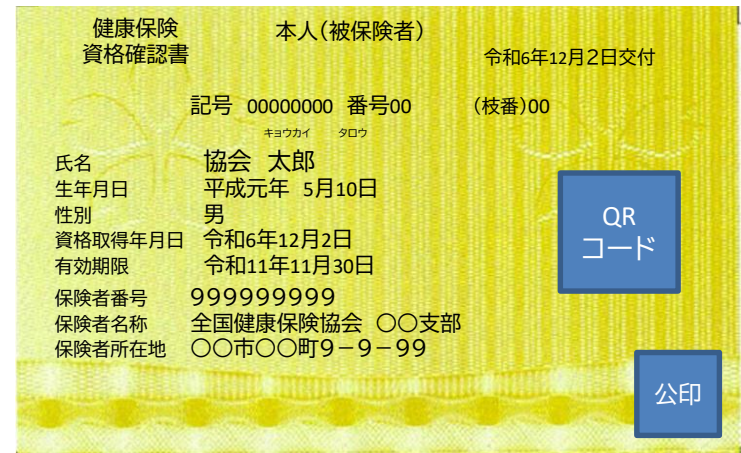 健康保険
資格確認書
本人(被保険者)
令和6年12月2日交付
記号 00000000 番号00 (枝番)00
キョウカイ タロウ
氏名 協会 太郎
生年月日 平成元年 5月10日
性別 男
資格取得年月日 令和6年12月2日
有効期限 令和11年11月30日
保険者番号 999999999
保険者名称 全国健康保険協会 〇〇支部
保険者所在地 〇〇市〇〇町9－9－99
QR
コード
公印